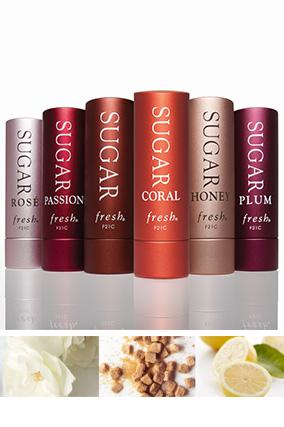 SUGAR
ROSÉ
fresh®
F21C
SUGAR
PASSION
fresh®
F21C
SUGAR
fresh®
F21C
SUGAR
CORAL
fresh®
F21C
SUGAR
HONEY
fresh®
F21C
SUGAR
PLUM
fresh®
F21C